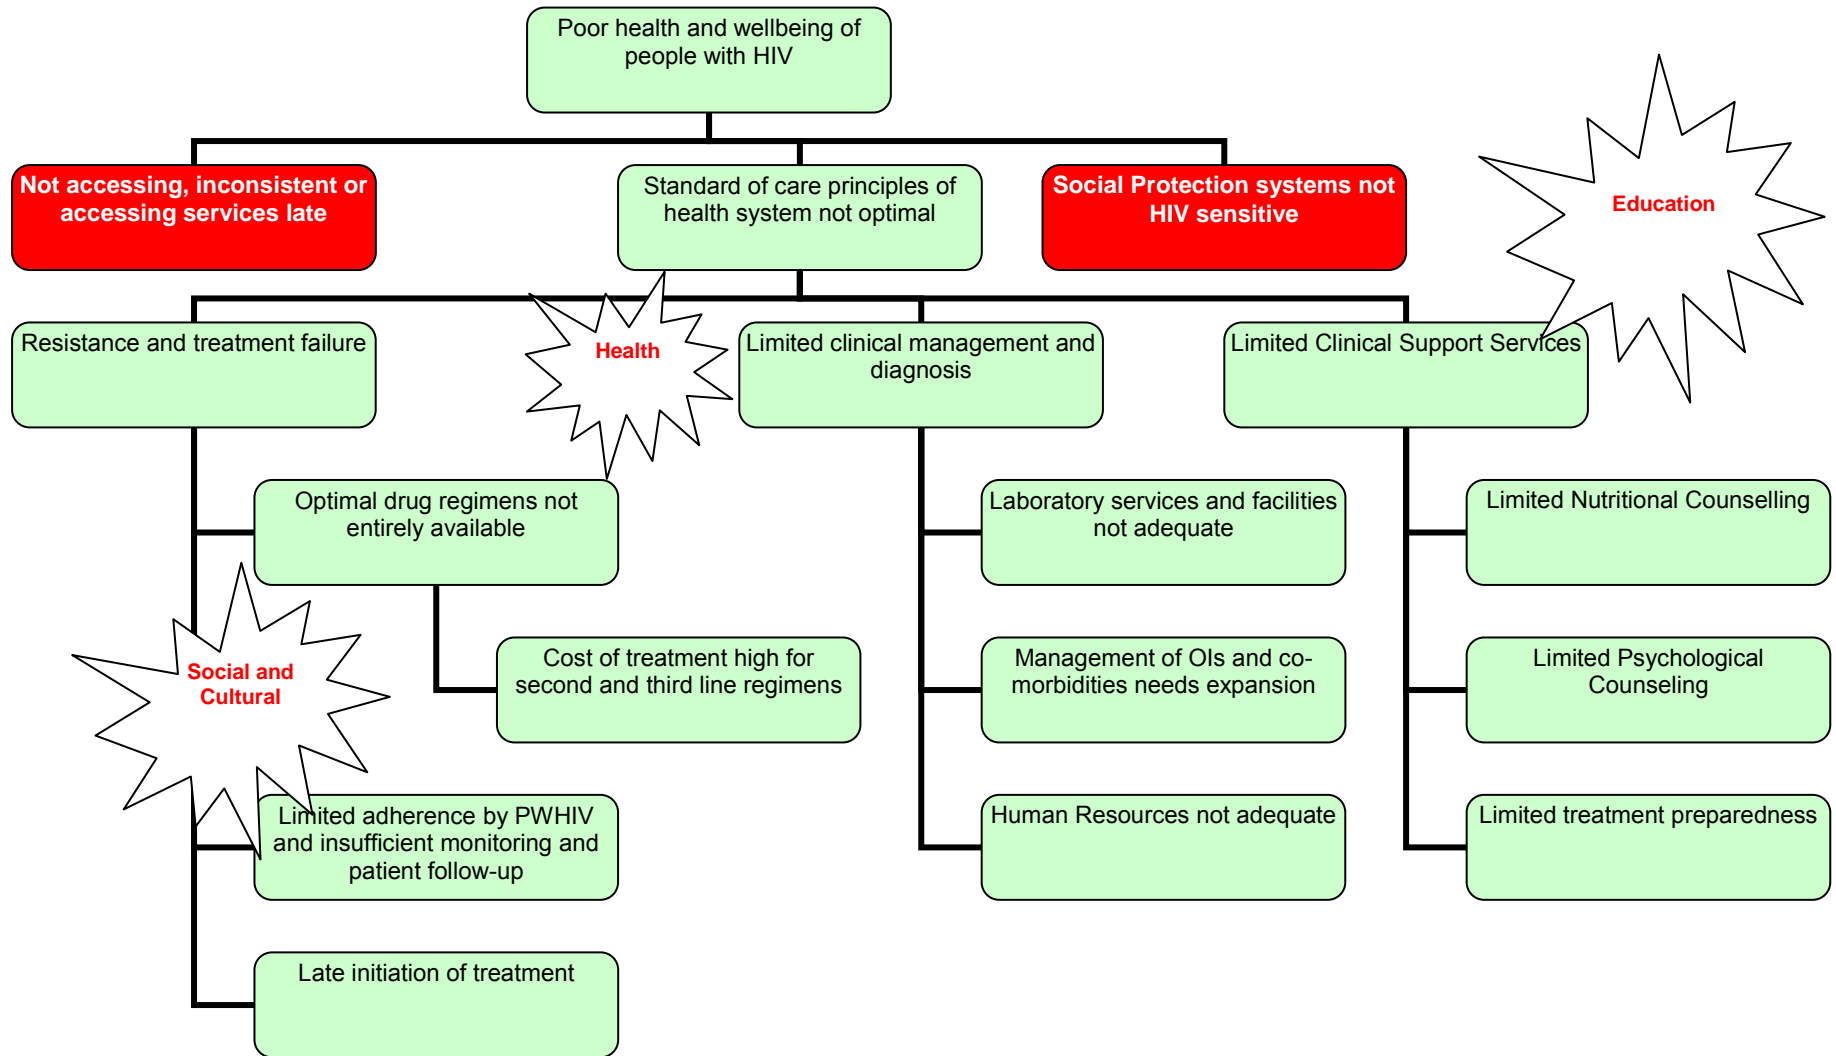 Poor health and wellbeing of
people with HIV
Not accessing, inconsistent or
accessing services late
Standard of care principles of
health system not optimal
Social Protection systems not
HIV sensitive
Education
Resistance and treatment failure
Health
Limited clinical management and
diagnosis
Limited Clinical Support Services
Optimal drug regimens not
entirely available
Laboratory services and facilities
not adequate
Limited Nutritional Counselling
Social and
Cultural
Cost of treatment high for
second and third line regimens
Management of OIs and co-
morbidities needs expansion
Limited Psychological
Counseling
Limited adherence by PWHIV
and insufficient monitoring and
patient follow-up
Human Resources not adequate
Limited treatment preparedness
Late initiation of treatment